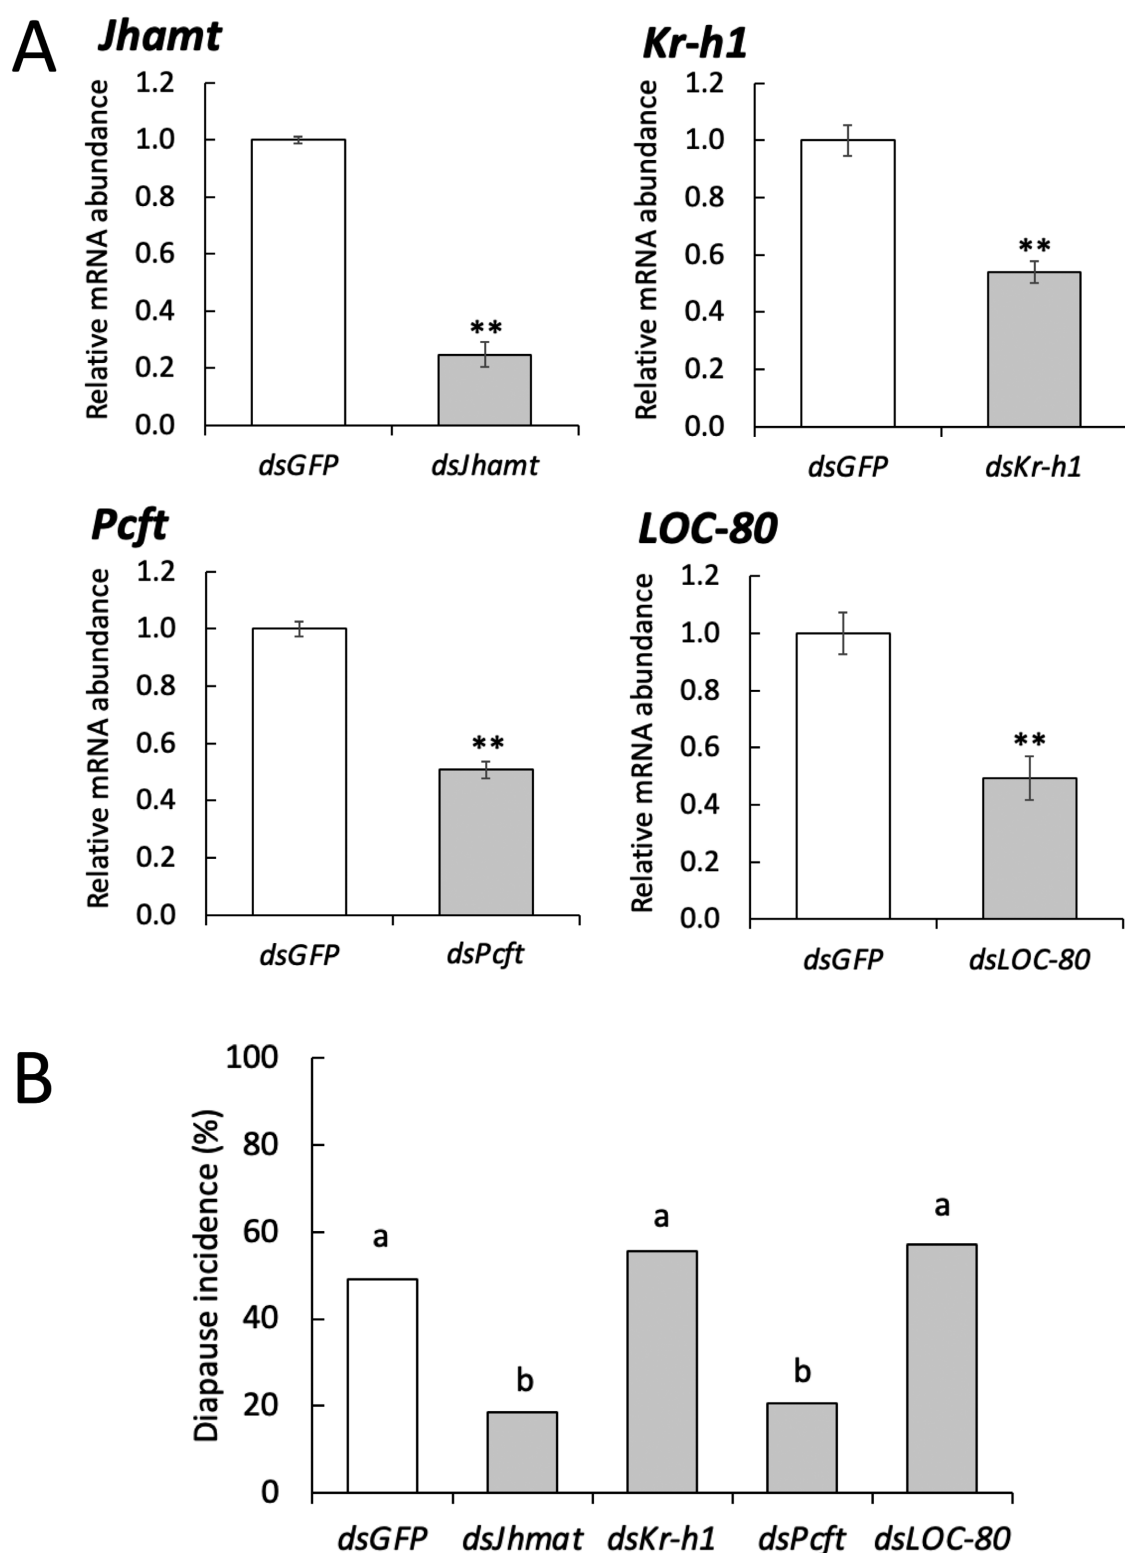 A
Jhamt
Relative mRNA abundance
1.2
1.0
0.8
0.6
0.4
0.2
0.0
**
dsGFP dsJhamt
Kr-h1
Relative mRNA abundance
1.2
1.0
0.8
0.6
0.4
0.2
0.0
**
dsGFP dsKr-h1
Pcft
Relative mRNA abundance
1.2
1.0
0.8
0.6
0.4
0.2
0.0
**
dsGFP dsPcft
LOC-80
Relative mRNA abundance
1.2
1.0
0.8
0.6
0.4
0.2
0.0
**
dsGFP dsLOC-80
B
Diapause incidence (%)
100
80
60
40
20
0
a b a b a
dsGFP dsJhmat dsKr-h1 dsPcft dsLOC-80